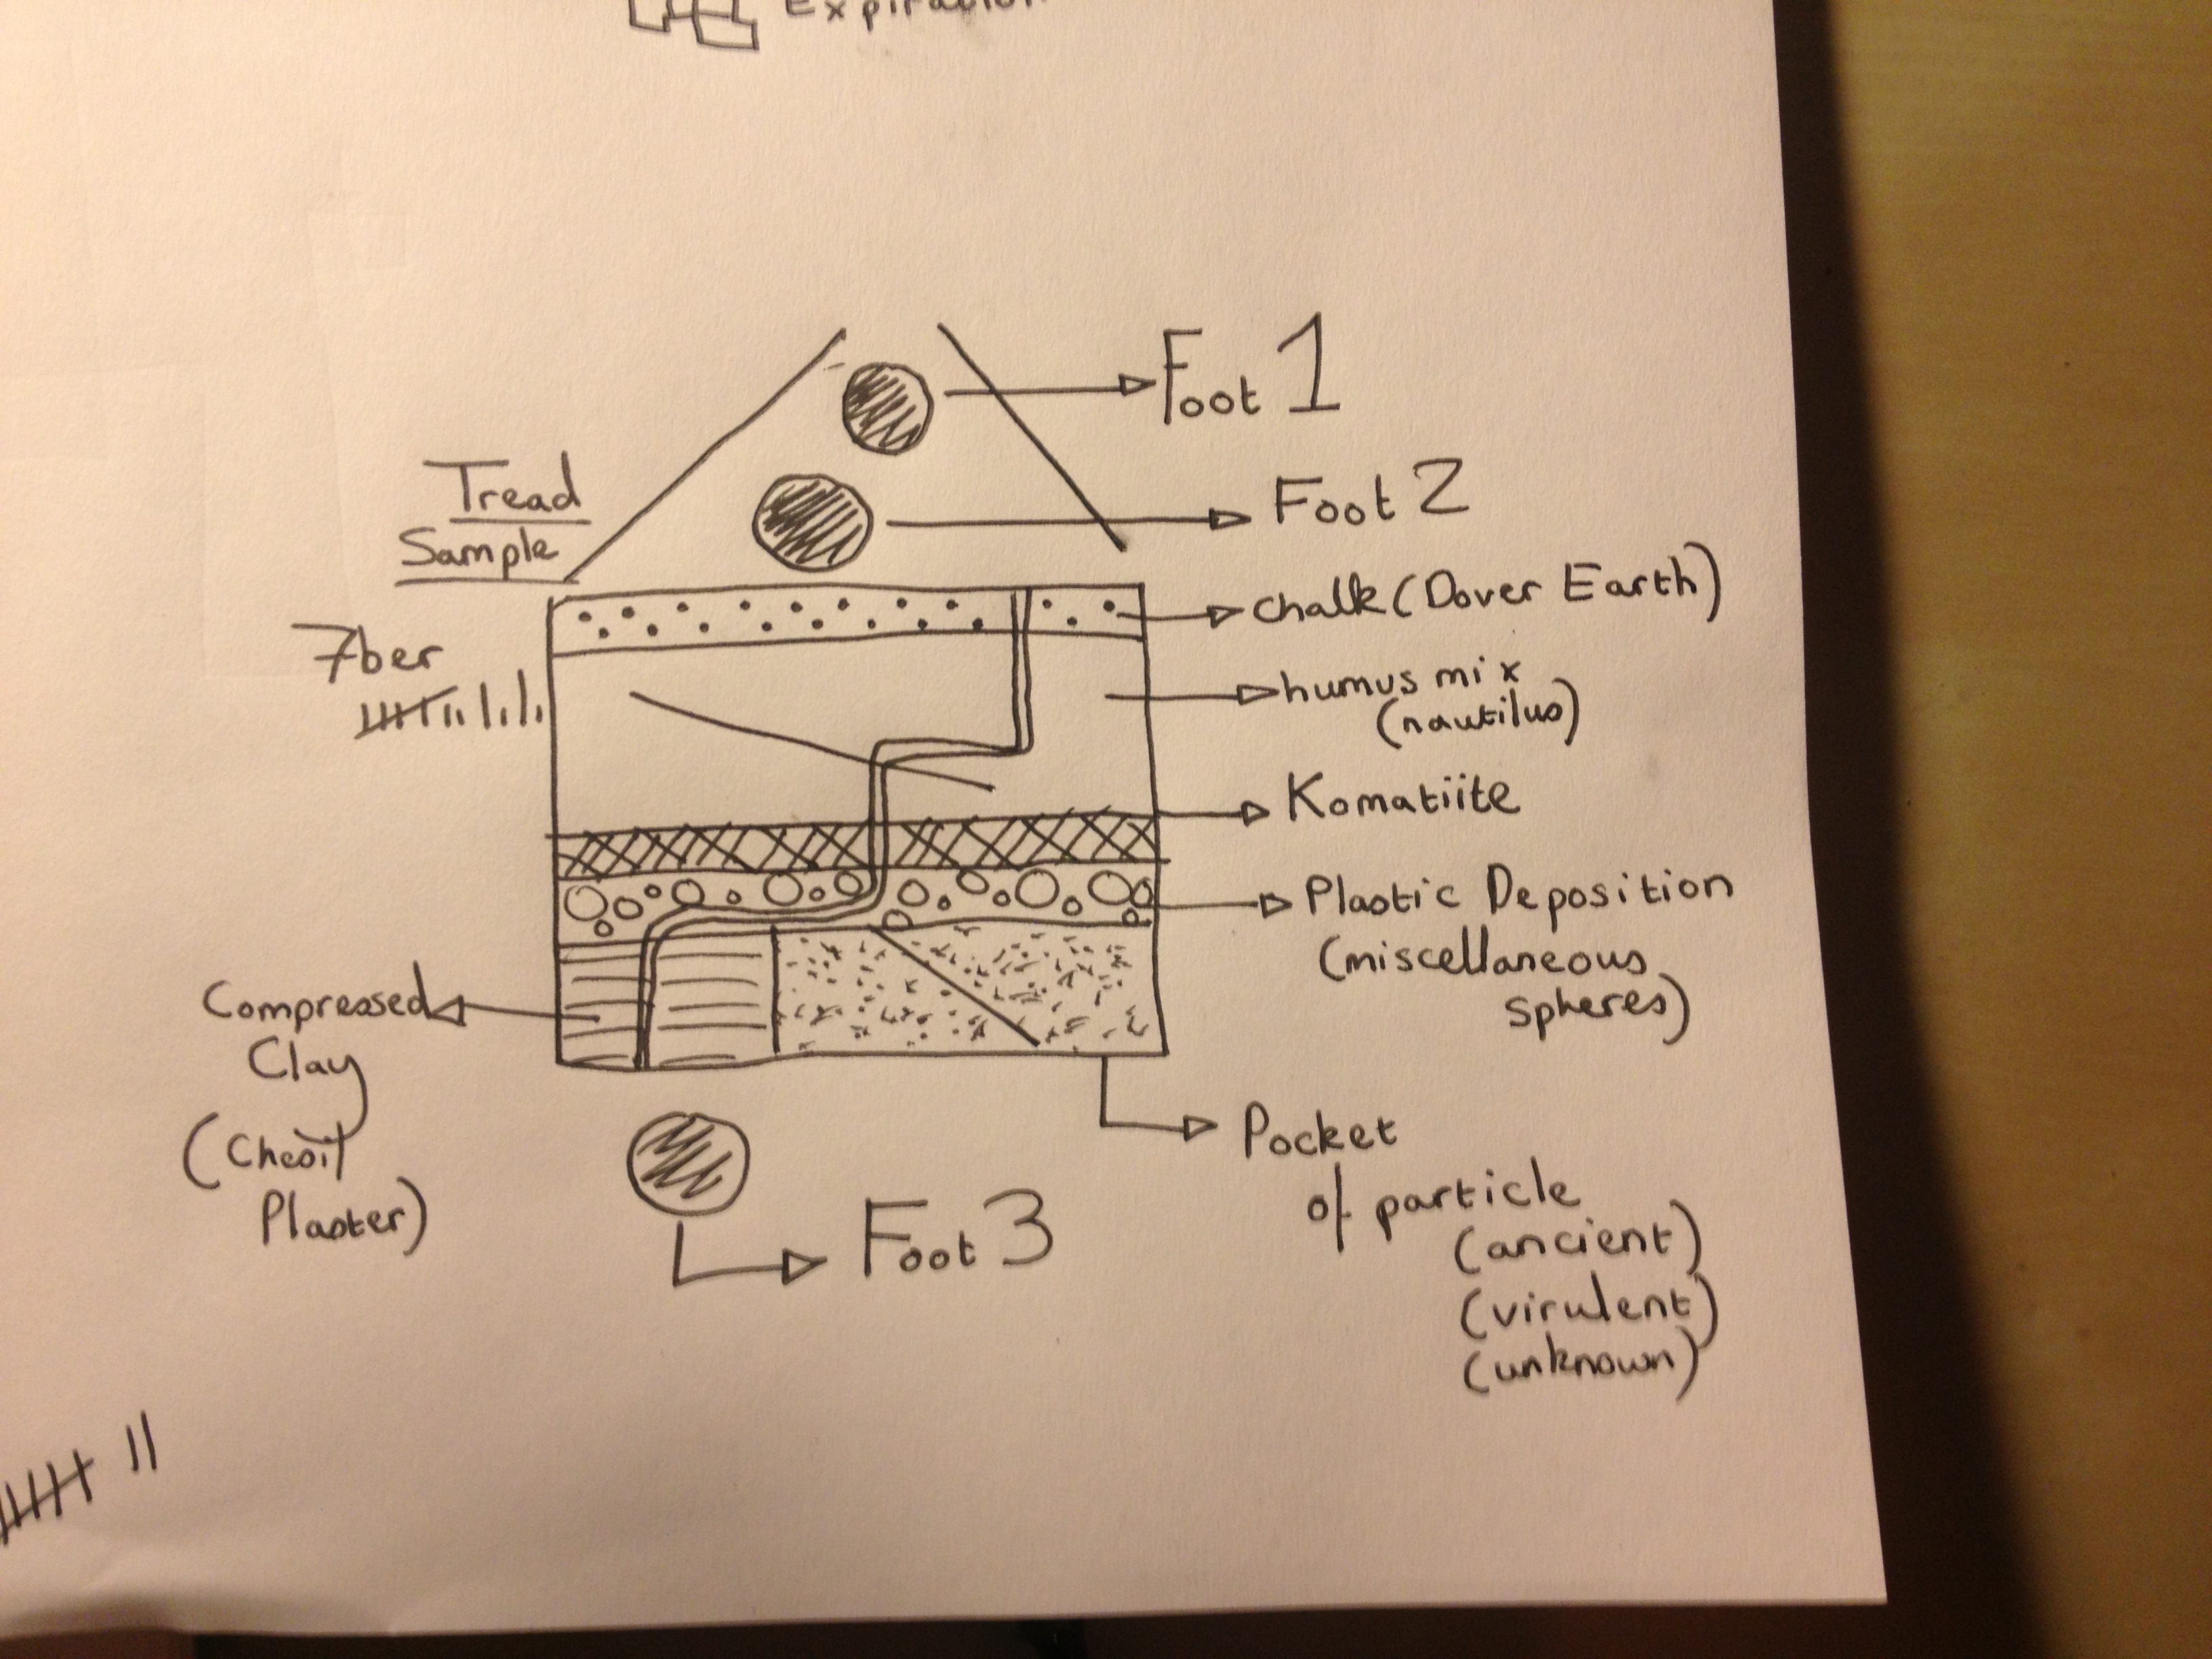 Expiration
Foot 1
Tread
Sample
Foot 2
chalk (Dover Earth)
7ber
humus mix
(nautilus)
Komatiite
Plastic Deposition
(miscellaneous
spheres)
Compressed
Clay
(
Plaster)
Pocket
of particle
(ancient)
(virulent)
(unknown)
Foot 3